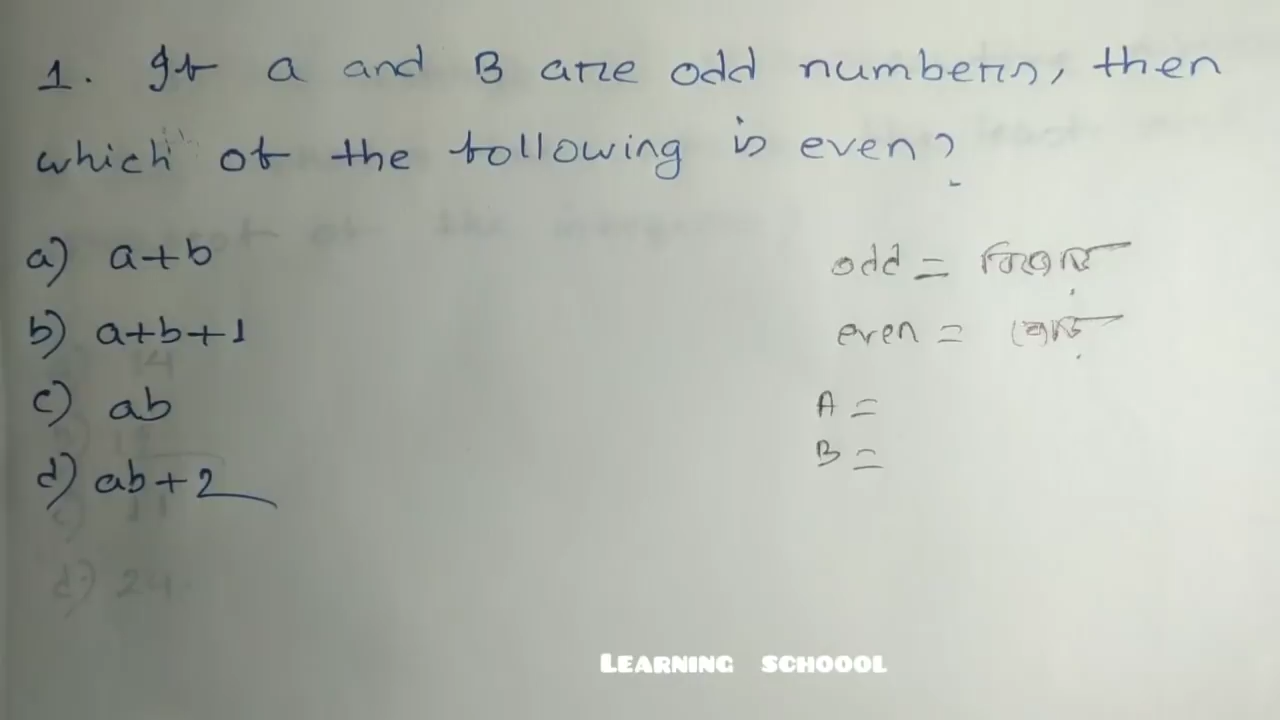 1. If a and B are odd numbers, then
which of the following is even?
a) a+b
b) a+b+1
c) ab
d) ab+2
odd = বিজোড়
even = জোড়
A =
B =
LEARNING SCHOOOL